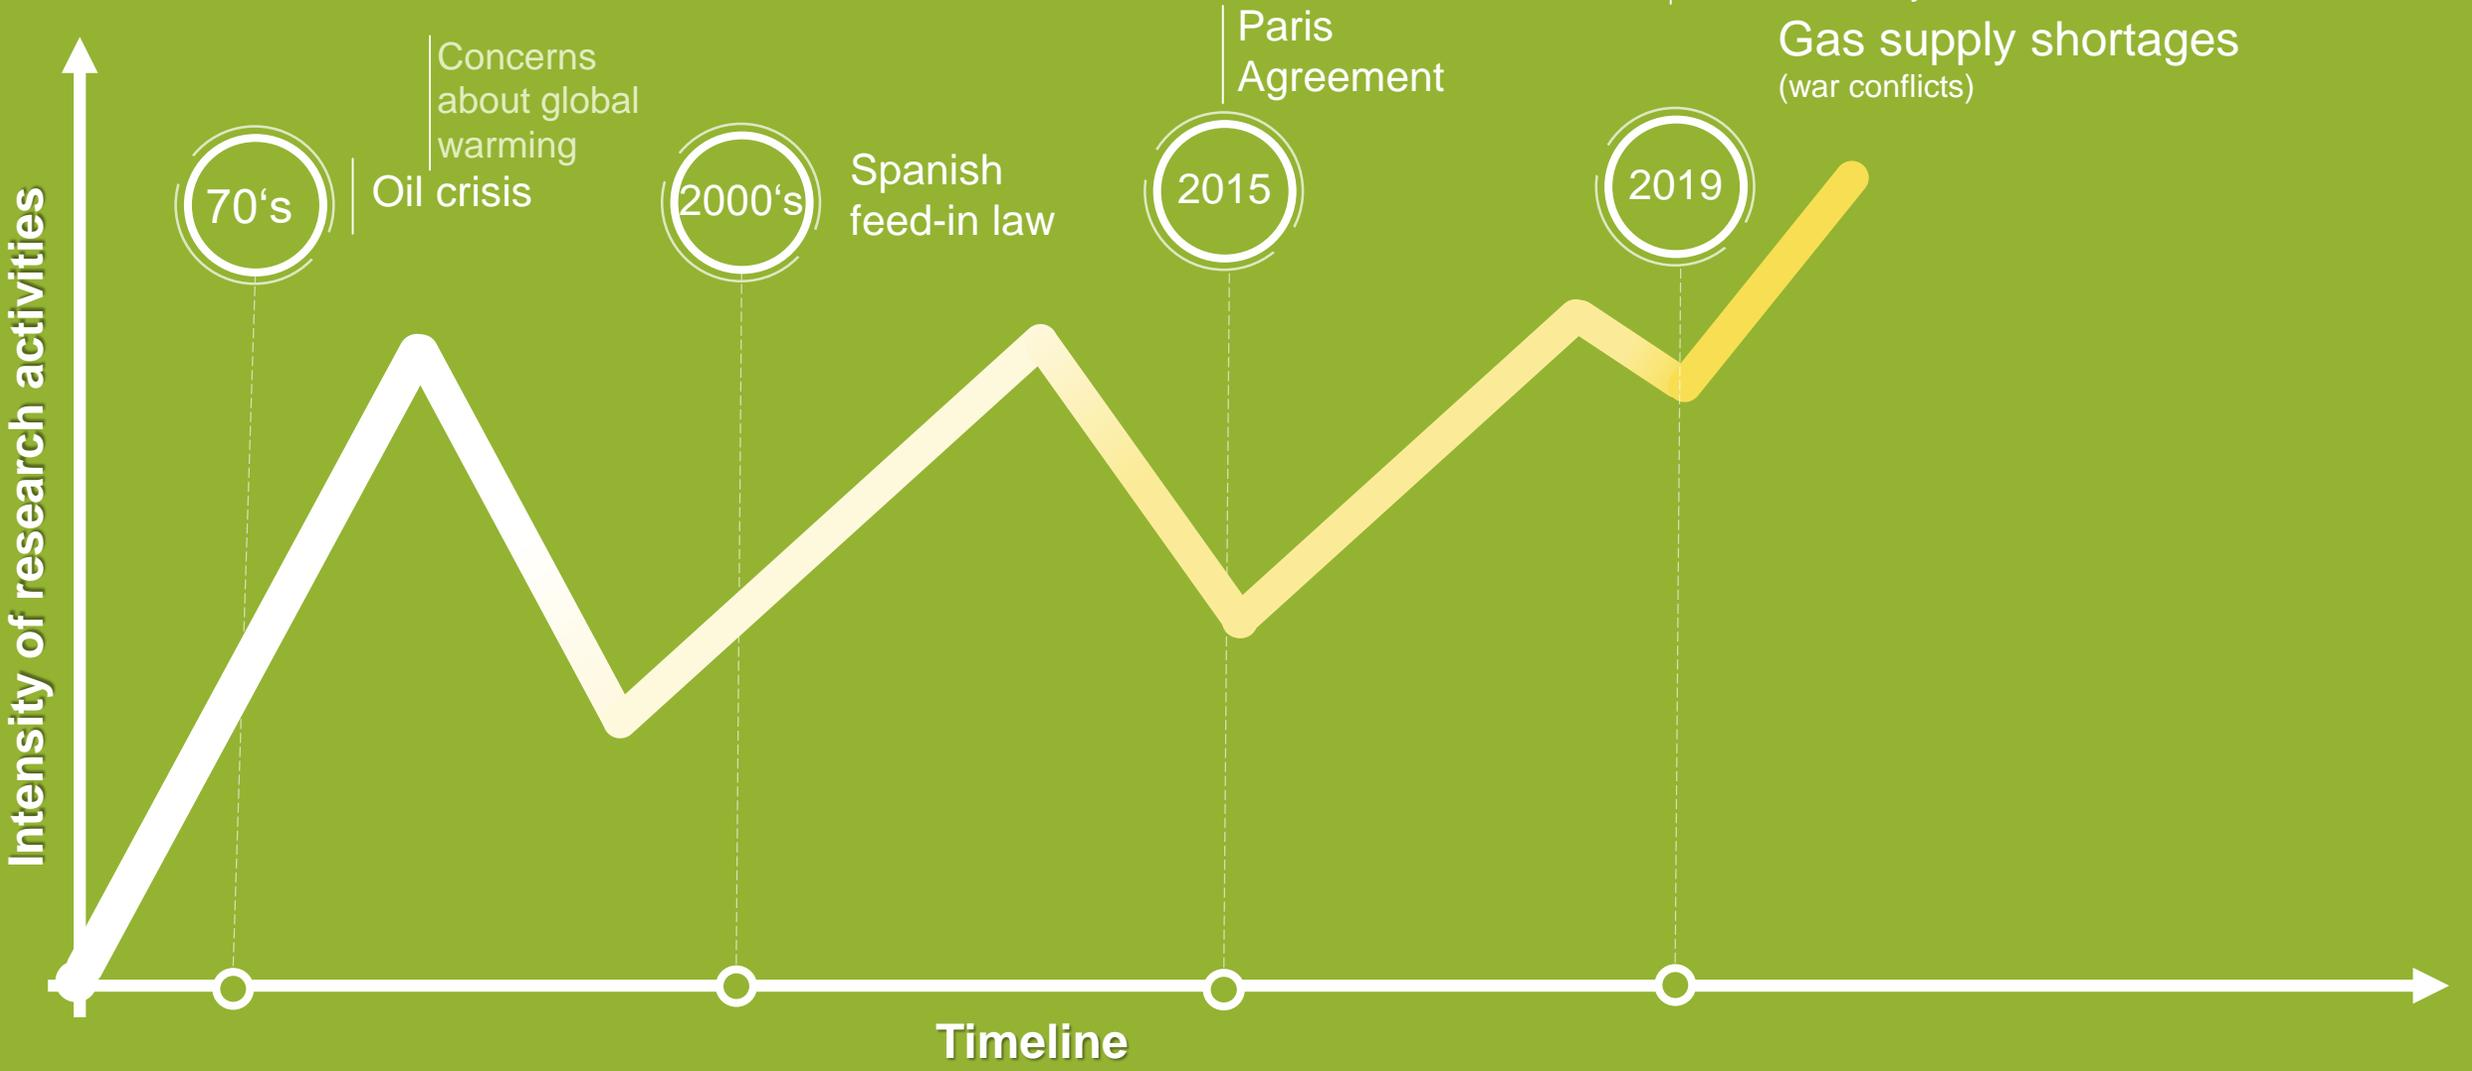 Concerns
about global
warming
70‘s
Oil crisis
2000‘s
Spanish
feed-in law
Paris
Agreement
2015
Gas supply shortages
(war conflicts)
2019
Intensity of research activities
Timeline